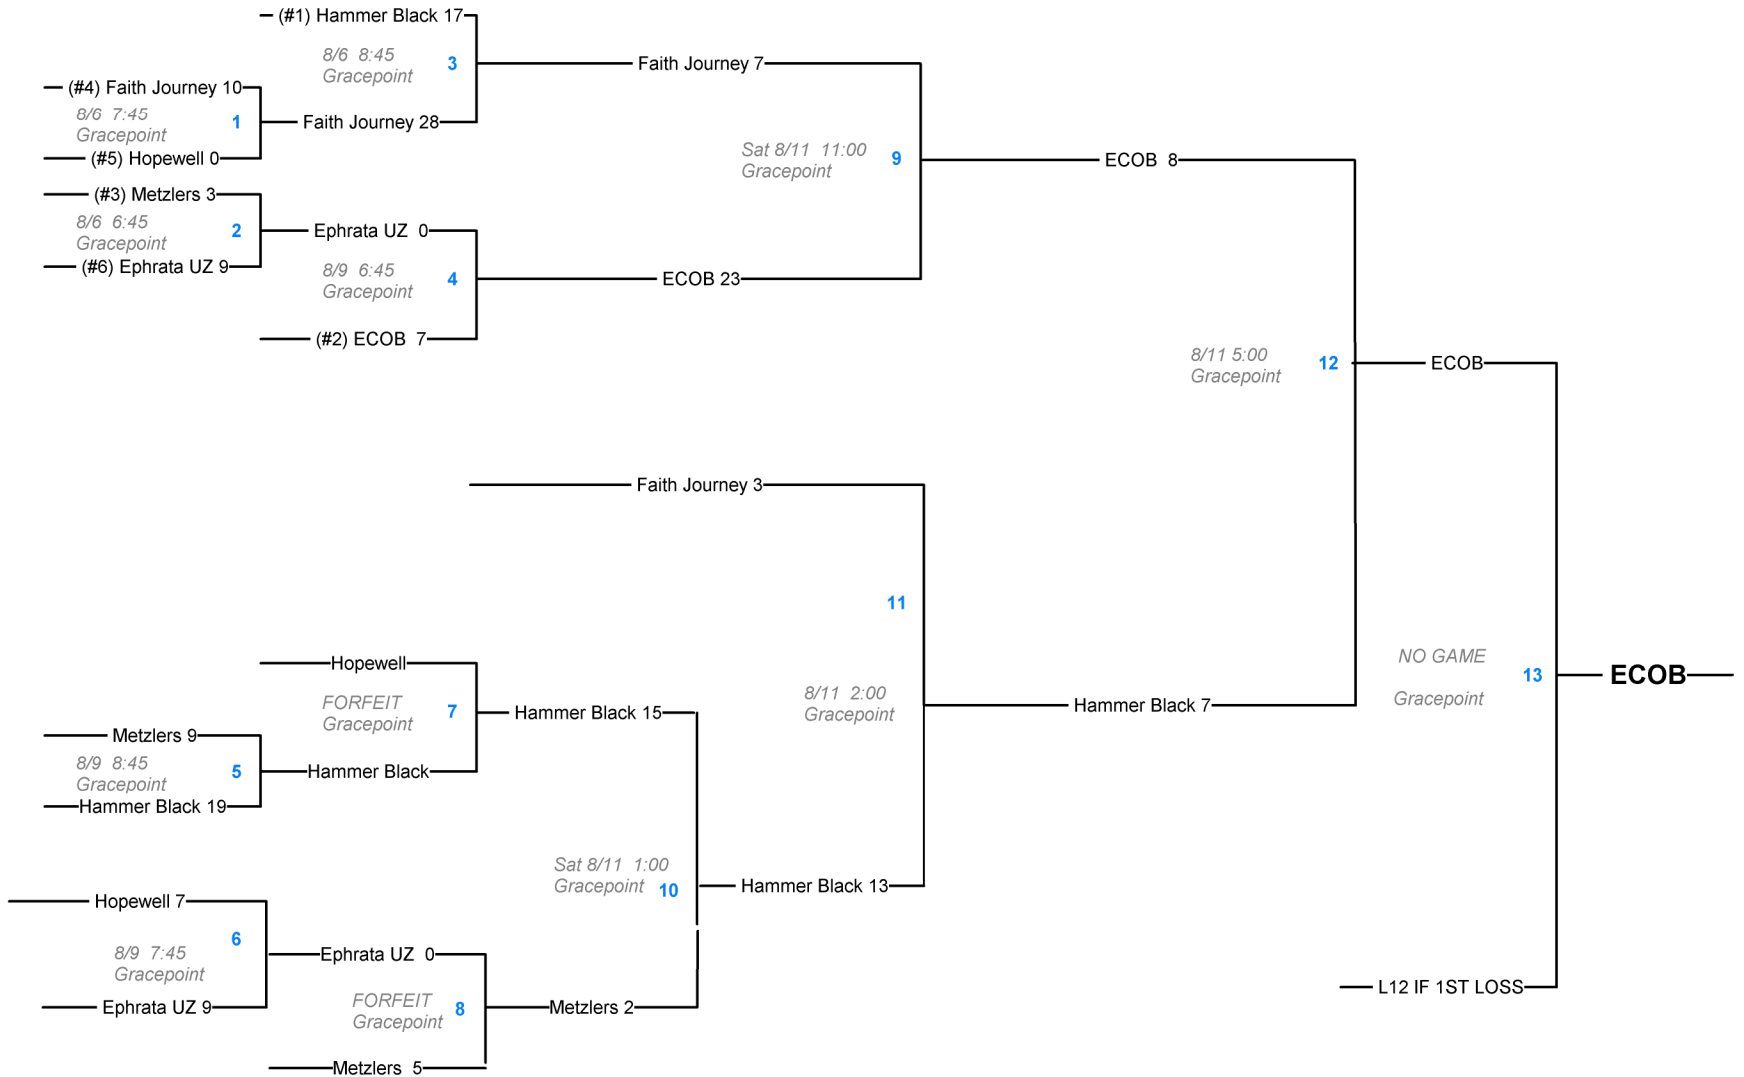 (#1) Hammer Black 17
8/6  8:45
Gracepoint
3
Faith Journey 7
(#4) Faith Journey 10
8/6  7:45
Gracepoint
1
Faith Journey 28
(#5) Hopewell 0
Sat 8/11  11:00
Gracepoint
9
ECOB  8
(#3) Metzlers 3
8/6  6:45
Gracepoint
2
Ephrata UZ  0
(#6) Ephrata UZ 9
8/9  6:45
Gracepoint
4
ECOB 23
(#2) ECOB  7
8/11 5:00
Gracepoint
12
ECOB
Faith Journey 3
11
Hopewell
FORFEIT
Gracepoint
7
Hammer Black 15
8/11  2:00
Gracepoint
Hammer Black 7
NO GAME
Gracepoint
13
ECOB
Metzlers 9
8/9  8:45
Gracepoint
5
Hammer Black
Hammer Black 19
Sat 8/11  1:00
Gracepoint
10
Hammer Black 13
Hopewell 7
6
8/9  7:45
Gracepoint
Ephrata UZ  0
Ephrata UZ 9
FORFEIT
Gracepoint
8
Metzlers 2
L12 IF 1ST LOSS
Metzlers  5